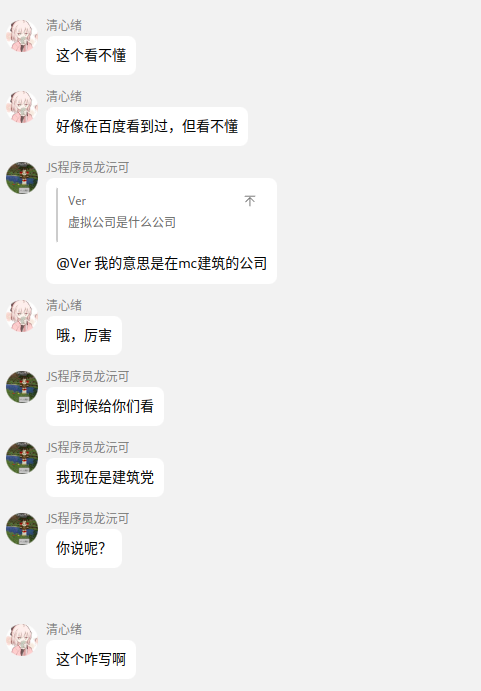 清心绪
这个看不懂
清心绪
好像在百度看到过，但看不懂
JS程序员龙沅可
Ver
虚拟公司是什么公司
@Ver 我的意思是在mc建筑的公司
清心绪
哦，厉害
JS程序员龙沅可
到时候给你们看
JS程序员龙沅可
我现在是建筑党
JS程序员龙沅可
你说呢？
清心绪
这个咋写啊